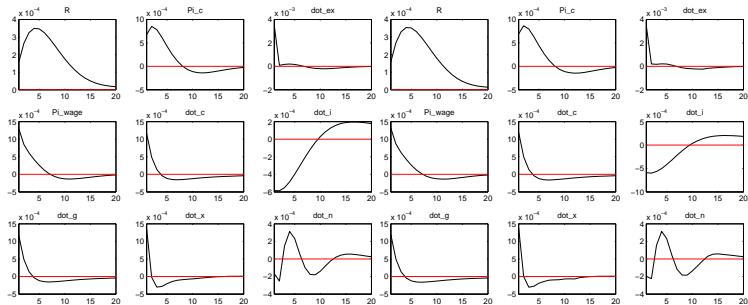 R Pi_c dot_ex R Pi_c dot_ex
x 10⁻⁴ x 10⁻⁴ x 10⁻³ x 10⁻⁴ x 10⁻⁴ x 10⁻³
4 10 4 4 10 4
3 5 2 3 5 2
2 0 0 2 0 0
1
0 −5 −2 0 −5 −2
5 10 15 20 5 10 15 20 5 10 15 20 5 10 15 20 5 10 15 20 5 10 15 20
Pi_wage dot_c dot_i Pi_wage dot_c dot_i
x 10⁻⁴ x 10⁻⁴ x 10⁻⁴ x 10⁻⁴ x 10⁻⁴ x 10⁻⁴
15 15 2 15 15 5
10 10 0 10 10 0
5 5 −2 5 5
0 0 −4 0 0 −5
−5 −5 −6 −5 −5 −10
5 10 15 20 5 10 15 20 5 10 15 20 5 10 15 20 5 10 15 20 5 10 15 20
dot_g dot_x dot_n dot_g dot_x dot_n
x 10⁻⁴ x 10⁻⁴ x 10⁻⁴ x 10⁻⁴ x 10⁻⁴ x 10⁻⁴
15 15 4 15 15 4
10 10 2 10 10 2
5 5 0 5 5 0
0 0 −2 0 0 −2
−5 −5 −4 −5 −5 −4
5 10 15 20 5 10 15 20 5 10 15 20 5 10 15 20 5 10 15 20 5 10 15 20